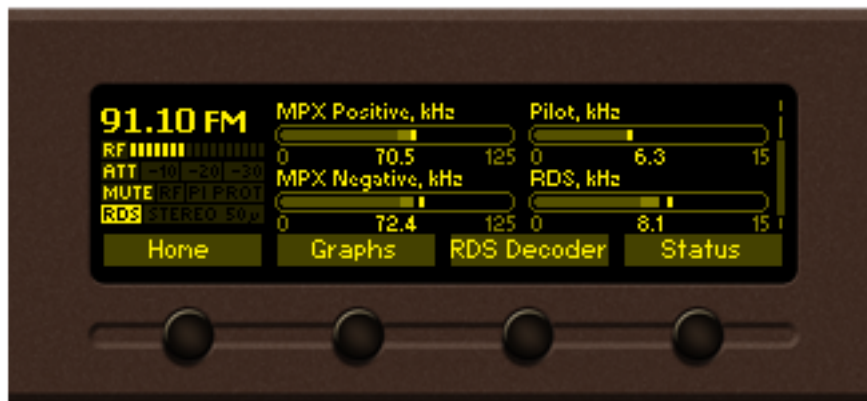 91.10 FM
RF
ATT -10 -20 -30
MUTE RF PI PROT
RDS STEREO 50µ
MPX Positive, kHz
0 70.5 125
MPX Negative, kHz
0 72.4 125
Pilot, kHz
0 6.3 15
RDS, kHz
0 8.1 15
Home Graphs RDS Decoder Status